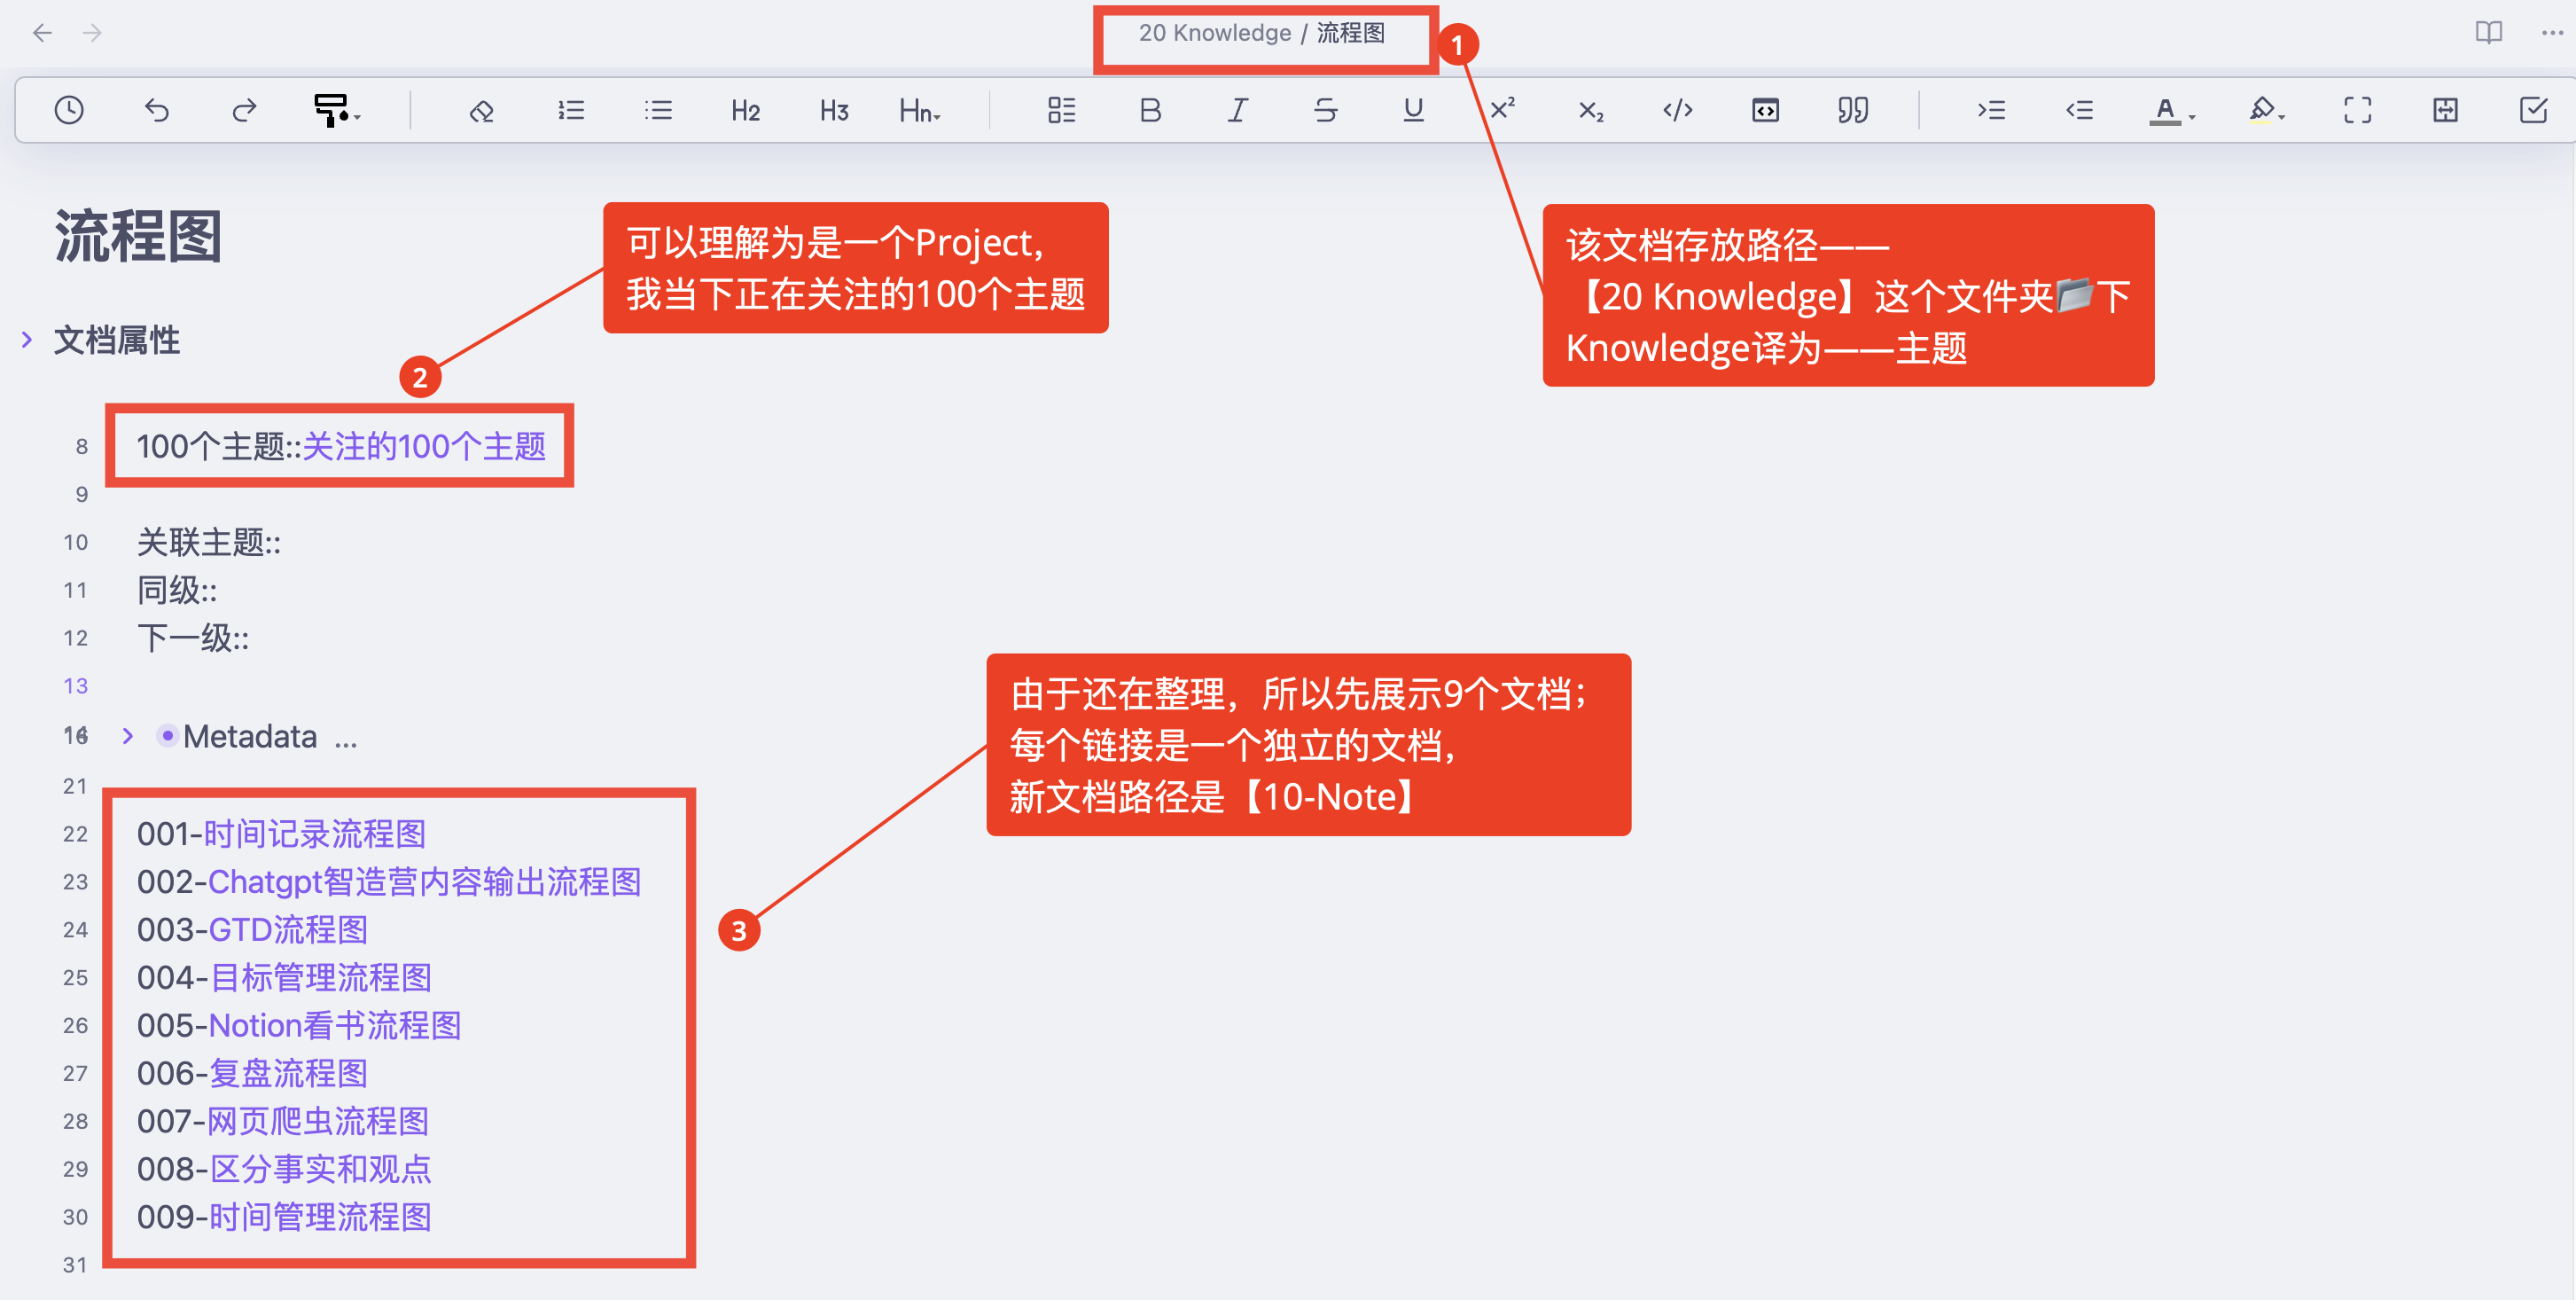 20 Knowledge / 流程图
1
H2 H3 Hn B I S U X² X₂ </> A
流程图
可以理解为是一个Project，
我当下正在关注的100个主题
该文档存放路径——
【20 Knowledge】这个文件夹📂下
Knowledge译为——主题
文档属性
2
8 100个主题::关注的100个主题
9
10 关联主题::
11 同级::
12 下一级::
13
由于还在整理，所以先展示9个文档；
每个链接是一个独立的文档，
新文档路径是【10-Note】
Metadata ...
21
22 001-时间记录流程图
23 002-Chatgpt智造营内容输出流程图
24 003-GTD流程图
3
25 004-目标管理流程图
26 005-Notion看书流程图
27 006-复盘流程图
28 007-网页爬虫流程图
29 008-区分事实和观点
30 009-时间管理流程图
31